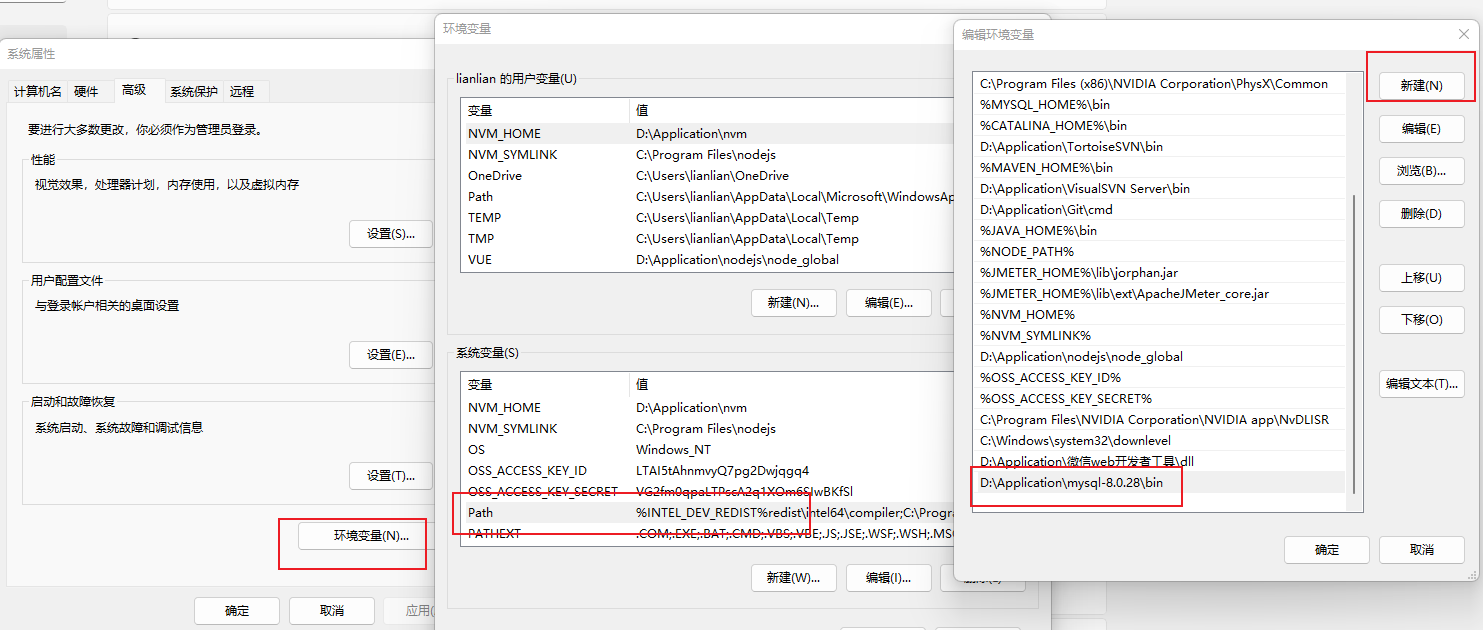 系统属性
计算机名 硬件 高级 系统保护 远程
要进行大多数更改，你必须作为管理员登录。
性能
视觉效果，处理器计划，内存使用，以及虚拟内存
设置(S)...
用户配置文件
与登录帐户相关的桌面设置
设置(E)...
启动和故障恢复
系统启动、系统故障和调试信息
设置(T)...
环境变量(N)...
确定 取消 应用(
环境变量
lianlian 的用户变量(U)
变量 值
NVM_HOME D:\Application\nvm
NVM_SYMLINK C:\Program Files\nodejs
OneDrive C:\Users\lianlian\OneDrive
Path C:\Users\lianlian\AppData\Local\Microsoft\WindowsAp
TEMP C:\Users\lianlian\AppData\Local\Temp
TMP C:\Users\lianlian\AppData\Local\Temp
VUE D:\Application\nodejs\node_global
新建(N)... 编辑(E)...
系统变量(S)
变量 值
NVM_HOME D:\Application\nvm
NVM_SYMLINK C:\Program Files\nodejs
OS Windows_NT
OSS_ACCESS_KEY_ID LTAI5tAhnmvyQ7pg2Dwjqgq4
OSS_ACCESS_KEY_SECRET
Path %INTEL_DEV_REDIST%redist\intel64\compiler;C:\Progra
PATHEXT .COM;.EXE;.BAT;.CMD;.VBS;.VBE;.JS;.JSE;.WSF;.WSH;.MSC
新建(W)... 编辑(I)...
编辑环境变量
C:\Program Files (x86)\NVIDIA Corporation\PhysX\Common
%MYSQL_HOME%\bin
%CATALINA_HOME%\bin
D:\Application\TortoiseSVN\bin
%MAVEN_HOME%\bin
D:\Application\VisualSVN Server\bin
D:\Application\Git\cmd
%JAVA_HOME%\bin
%NODE_PATH%
%JMETER_HOME%\lib\jorphan.jar
%JMETER_HOME%\lib\ext\ApacheJMeter_core.jar
%NVM_HOME%
%NVM_SYMLINK%
D:\Application\nodejs\node_global
%OSS_ACCESS_KEY_ID%
%OSS_ACCESS_KEY_SECRET%
C:\Program Files\NVIDIA Corporation\NVIDIA app\NvDLISR
C:\Windows\system32\downlevel
D:\Application\微信web开发者工具\dll
D:\Application\mysql-8.0.28\bin
新建(N)
编辑(E)
浏览(B)...
删除(D)
上移(U)
下移(O)
编辑文本(T)...
确定 取消